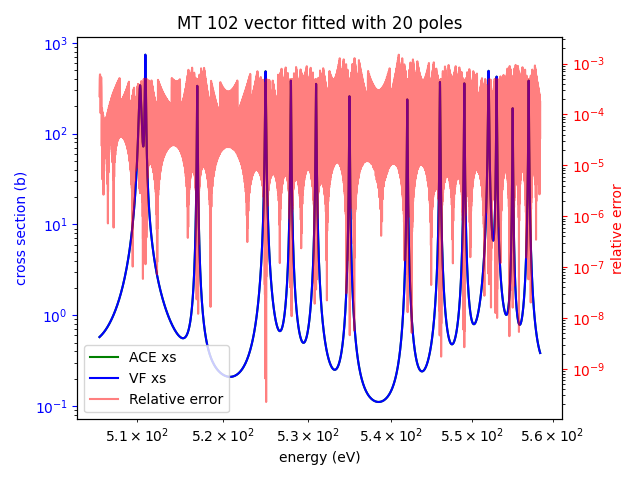 MT 102 vector fitted with 20 poles
cross section (b)
10³
10²
10¹
10⁰
10⁻¹
10⁻³
10⁻⁴
10⁻⁵
10⁻⁶
10⁻⁷
10⁻⁸
10⁻⁹
relative error
ACE xs
VF xs
Relative error
5.1 × 10² 5.2 × 10² 5.3 × 10² 5.4 × 10² 5.5 × 10² 5.6 × 10²
energy (eV)